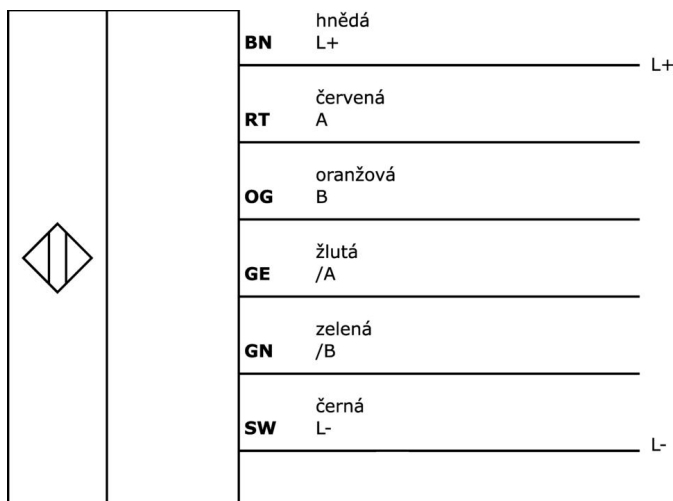 hnědá
BN L+
L+
červená
RT A
oranžová
OG B
žlutá
GE /A
zelená
GN /B
černá
SW L-
L-